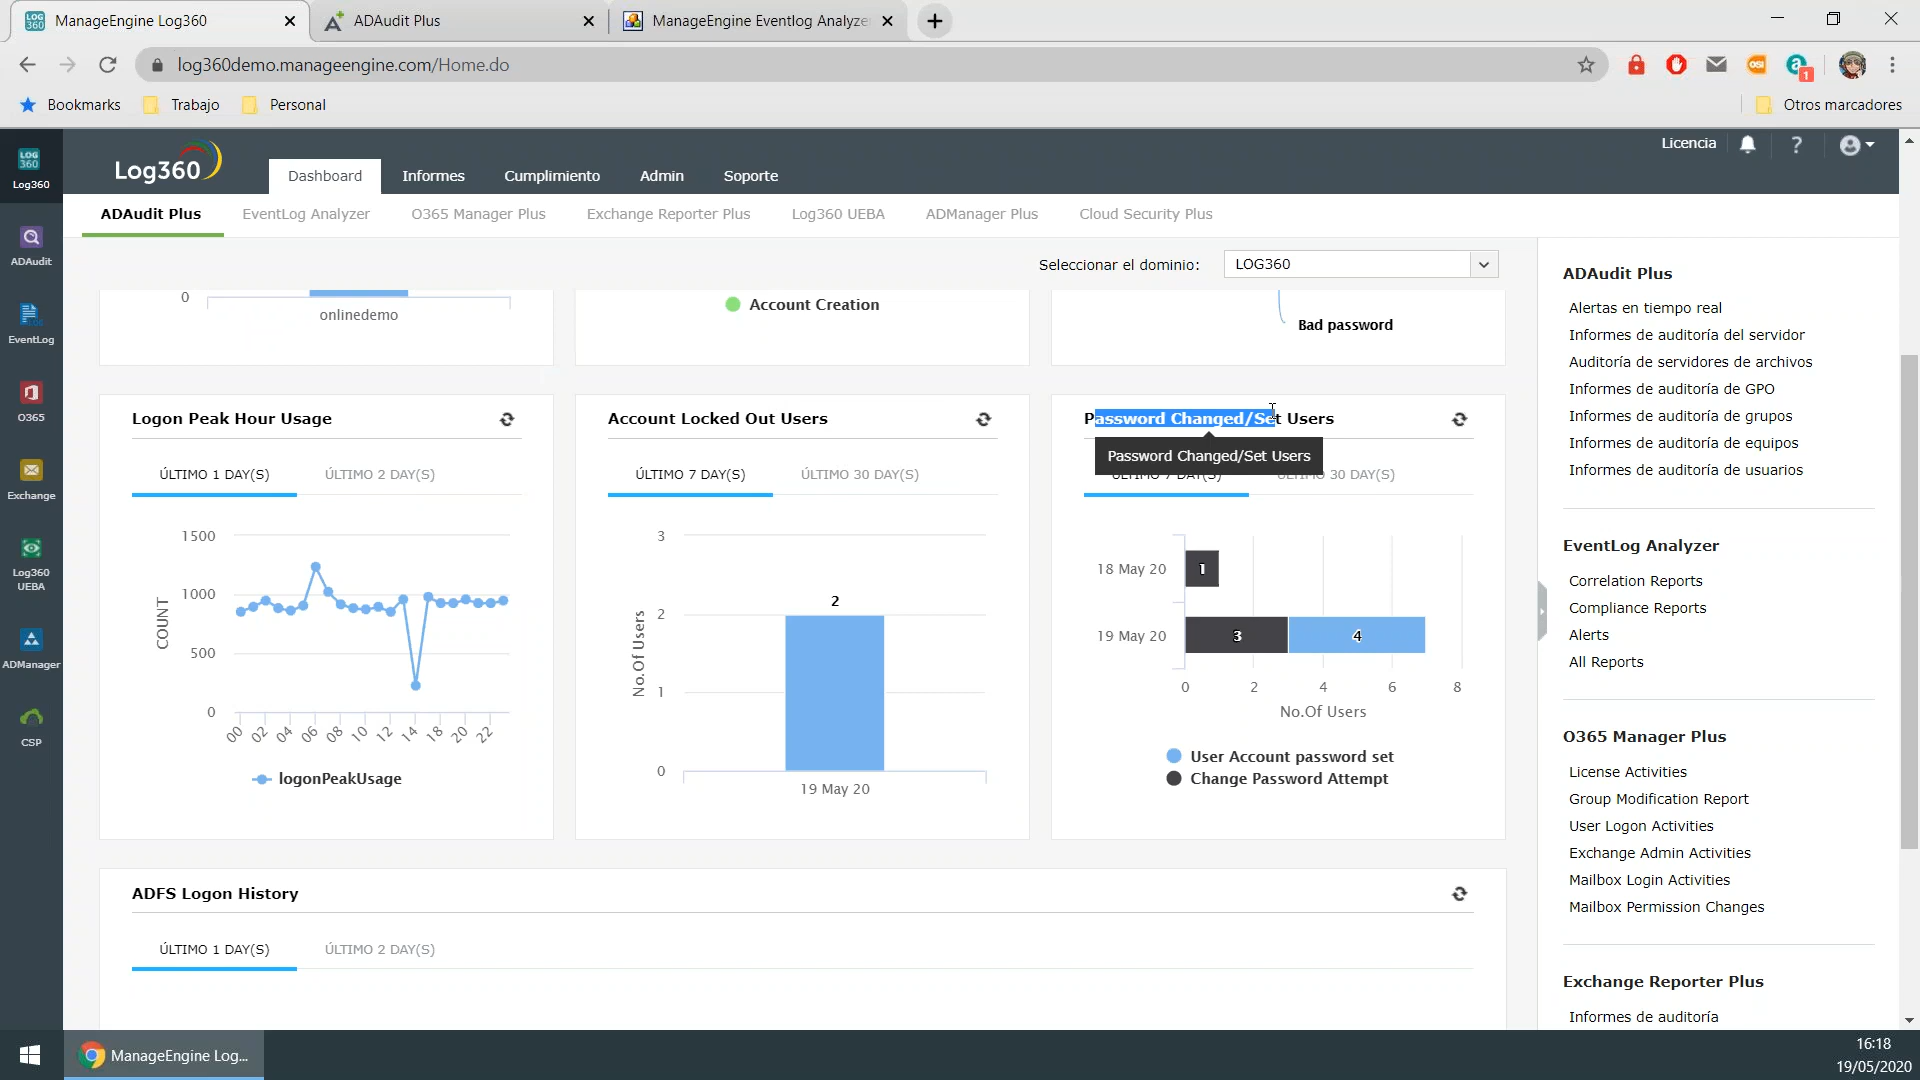 ManageEngine Log360
ADAudit Plus
ManageEngine Eventlog Analyze
log360demo.manageengine.com/Home.do
1
Bookmarks
Trabajo
Personal
Otros marcadores
LOG 360
Log360
Log360
Dashboard
Informes
Cumplimiento
Admin
Soporte
Licencia
?
ADAudit Plus
EventLog Analyzer
O365 Manager Plus
Exchange Reporter Plus
Log360 UEBA
ADManager Plus
Cloud Security Plus
ADAudit
EventLog
O365
Exchange
Log360
UEBA
ADManager
CSP
Seleccionar el dominio:
LOG360
0
onlinedemo
Account Creation
Bad password
Logon Peak Hour Usage
ÚLTIMO 1 DAY(S)
ÚLTIMO 2 DAY(S)
1500
1000
500
0
COUNT
00 02 04 06 08 10 12 14 18 20 22
logonPeakUsage
Account Locked Out Users
ÚLTIMO 7 DAY(S)
ÚLTIMO 30 DAY(S)
3
2
1
0
No.Of Users
2
19 May 20
Password Changed/Set Users
Password Changed/Set Users
ÚLTIMO 7 DAY(S)
ÚLTIMO 30 DAY(S)
18 May 20
1
19 May 20
3
4
0 2 4 6 8
No.Of Users
User Account password set
Change Password Attempt
ADFS Logon History
ÚLTIMO 1 DAY(S)
ÚLTIMO 2 DAY(S)
ADAudit Plus
Alertas en tiempo real
Informes de auditoría del servidor
Auditoría de servidores de archivos
Informes de auditoría de GPO
Informes de auditoría de grupos
Informes de auditoría de equipos
Informes de auditoría de usuarios
EventLog Analyzer
Correlation Reports
Compliance Reports
Alerts
All Reports
O365 Manager Plus
License Activities
Group Modification Report
User Logon Activities
Exchange Admin Activities
Mailbox Login Activities
Mailbox Permission Changes
Exchange Reporter Plus
Informes de auditoría
ManageEngine Log...
16:18
19/05/2020